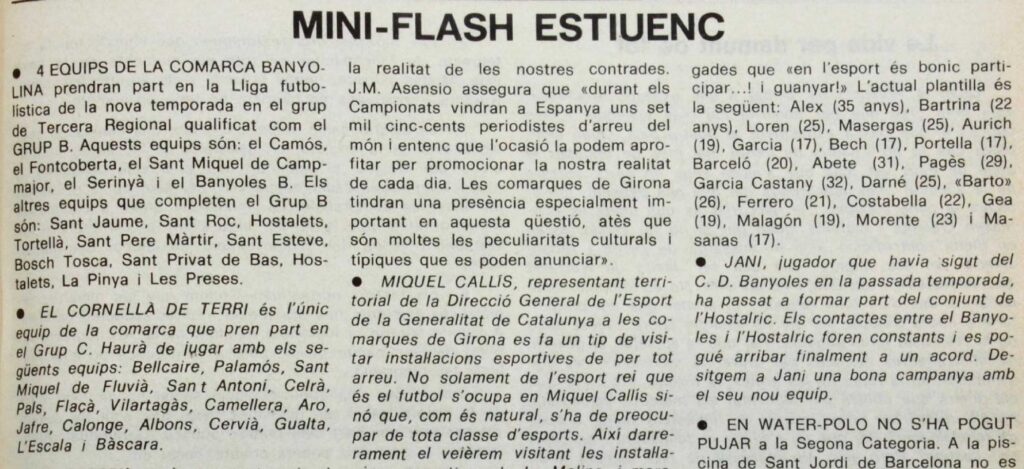 MINI-FLASH ESTIUENC
● 4 EQUIPS DE LA COMARCA BANYO-
LINA prendran part en la Lliga futbo-
lística de la nova temporada en el grup
de Tercera Regional qualificat com el
GRUP B. Aquests equips són: el Camós,
el Fontcoberta, el Sant Miquel de Camp-
major, el Serinyà i el Banyoles B. Els
altres equips que completen el Grup B
són: Sant Jaume, Sant Roc, Hostalets,
Tortellà, Sant Pere Màrtir, Sant Esteve,
Bosch Tosca, Sant Privat de Bas, Hos-
talets, La Pinya i Les Preses.
● EL CORNELLÀ DE TERRI és l'únic
equip de la comarca que pren part en
el Grup C. Haurà de jugar amb els se-
güents equips: Bellcaire, Palamós, Sant
Miquel de Fluvià, Sant Antoni, Celrà,
Pals, Flaçà, Vilartagàs, Camellera, Aro,
Jafre, Calonge, Albons, Cervià, Gualta,
L'Escala i Bàscara.
la realitat de les nostres contrades.
J.M. Asensio assegura que «durant els
Campionats vindran a Espanya uns set
mil cinc-cents periodistes d'arreu del
món i entenc que l'ocasió la podem apro-
fitar per promocionar la nostra realitat
de cada dia. Les comarques de Girona
tindran una presència especialment im-
portant en aquesta qüestió, atès que
són moltes les peculiaritats culturals i
típiques que es poden anunciar».
● MIQUEL CALLÍS, representant terri-
torial de la Direcció General de l'Esport
de la Generalitat de Catalunya a les co-
marques de Girona es fa un tip de visi-
tar instal·lacions esportives de per tot
arreu. No solament de l'esport rei que
és el futbol s'ocupa en Miquel Callís si-
nó que, com és natural, s'ha de preocu-
par de tota classe d'esports. Així darre-
rament el veièrem visitant les instal·la-
gades que «en l'esport és bonic parti-
cipar...! i guanyar!» L'actual plantilla és
la següent: Alex (35 anys), Bartrina (22
anys), Loren (25), Masergas (25), Aurich
(19), Garcia (17), Bech (17), Portella (17),
Barceló (20), Abete (31), Pagès (29),
Garcia Castany (32), Darné (25), «Barto»
(26), Ferrero (21), Costabella (22), Gea
(19), Malagón (19), Morente (23) i Ma-
sanas (17).
● JANI, jugador que havia sigut del
C. D. Banyoles en la passada temporada,
ha passat a formar part del conjunt de
l'Hostalric. Els contactes entre el Banyo-
les i l'Hostalric foren constants i es po-
gué arribar finalment a un acord. De-
sitgem a Jani una bona campanya amb
el seu nou equip.
● EN WATER-POLO NO S'HA POGUT
PUJAR a la Segona Categoria. A la pis-
cina de Sant Jordi de Barcelona no es